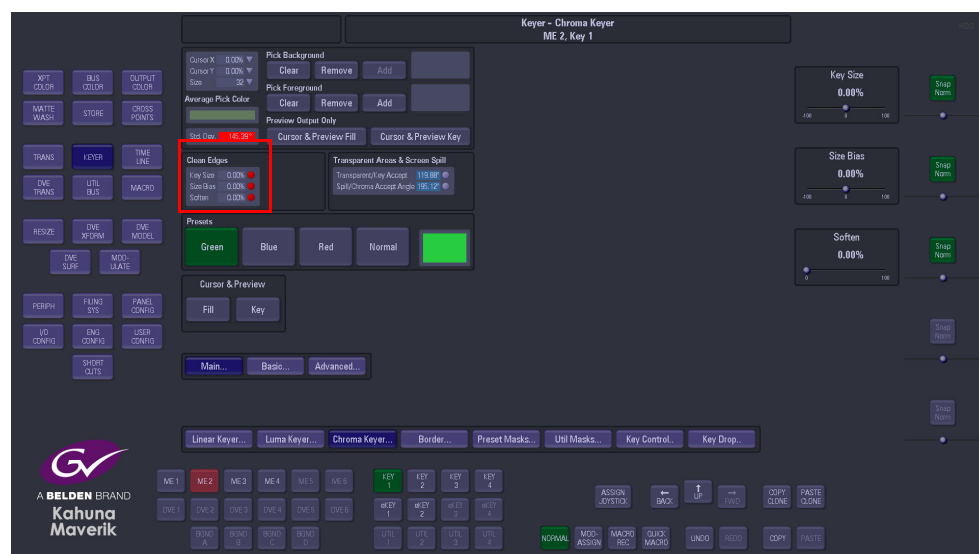 Keyer - Chroma Keyer
ME 2, Key 1
Cursor X 0.00%
Cursor Y 0.00%
Size 32
Average Pick Color
Std. Dev. 145.39°
Pick Background
Clear Remove Add
Pick Foreground
Clear Remove Add
Preview Output Only
Cursor & Preview Fill Cursor & Preview Key
Clean Edges
Key Size 0.00%
Size Bias 0.00%
Soften 0.00%
Transparent Areas & Screen Spill
Transparent/Key Accept 119.88°
Spill/Chroma Accept Angle 195.12°
Presets
Green Blue Red Normal
Cursor & Preview
Fill Key
Main... Basic... Advanced...
Linear Keyer... Luma Keyer... Chroma Keyer... Border... Preset Masks... Util Masks... Key Control.. Key Drop..
XPT COLOR
BUS COLOR
OUTPUT COLOR
MATTE WASH
STORE
CROSS POINTS
TRANS
KEYER
TIME LINE
DVE TRANS
UTIL BUS
MACRO
RESIZE
DVE XFORM
DVE MODEL
DVE SURF
MOD-ULATE
PERIPH
FILING SYS
PANEL CONFIG
I/O CONFIG
ENG CONFIG
USER CONFIG
SHORT CUTS
Key Size
0.00%
-100 0 100
Snap Norm
Size Bias
0.00%
-100 0 100
Snap Norm
Soften
0.00%
0 100
Snap Norm
Snap Norm
Snap Norm
GV
A BELDEN BRAND
Kahuna
Maverik
ME 1 ME 2 ME 3 ME 4 ME 5 ME 6
DVE 1 DVE 2 DVE 3 DVE 4 DVE 5 DVE 6
BGND A BGND B BGND C BGND D
KEY 1 KEY 2 KEY 3 KEY 4
eKEY 1 eKEY 2 eKEY 3 eKEY 4
UTIL 1 UTIL 2 UTIL 3 UTIL 4
ASSIGN JOYSTICK
BACK
UP
FWD
COPY CLONE
PASTE CLONE
NORMAL
MOD-ASSIGN
MACRO REC
QUICK MACRO
UNDO
REDO
COPY
PASTE